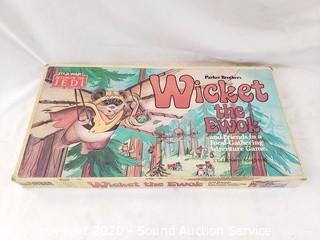 STAR WARS
RETURN OF THE
JEDI
Parker Brothers
Wicket
the
Ewok
and Friends in a
Food-Gathering
Adventure Game
Wicket the Ewok
© 2020 - Sound Auction Service